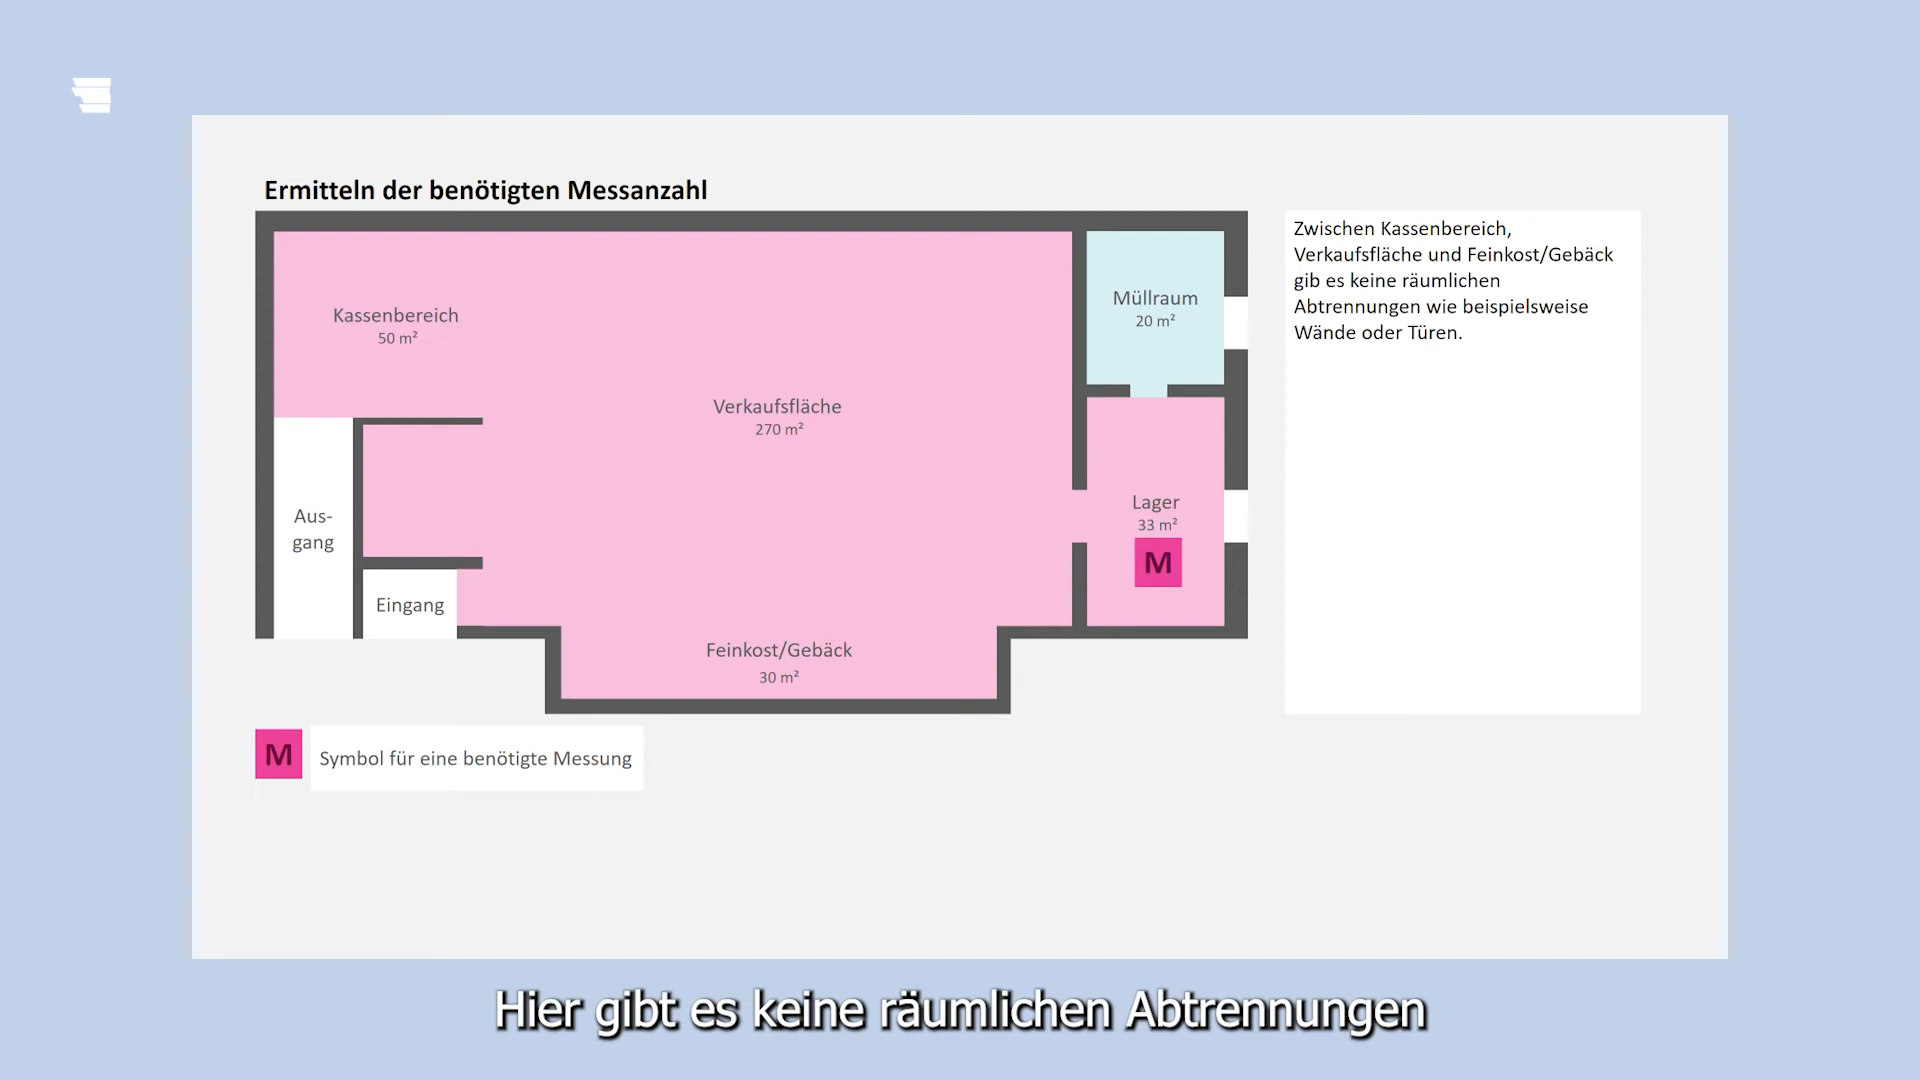 Ermitteln der benötigten Messanzahl
Kassenbereich
50 m²
Verkaufsfläche
270 m²
Müllraum
20 m²
Lager
33 m²
M
Aus-
gang
Eingang
Feinkost/Gebäck
30 m²
Zwischen Kassenbereich,
Verkaufsfläche und Feinkost/Gebäck
gib es keine räumlichen
Abtrennungen wie beispielsweise
Wände oder Türen.
M
Symbol für eine benötigte Messung
Hier gibt es keine räumlichen Abtrennungen